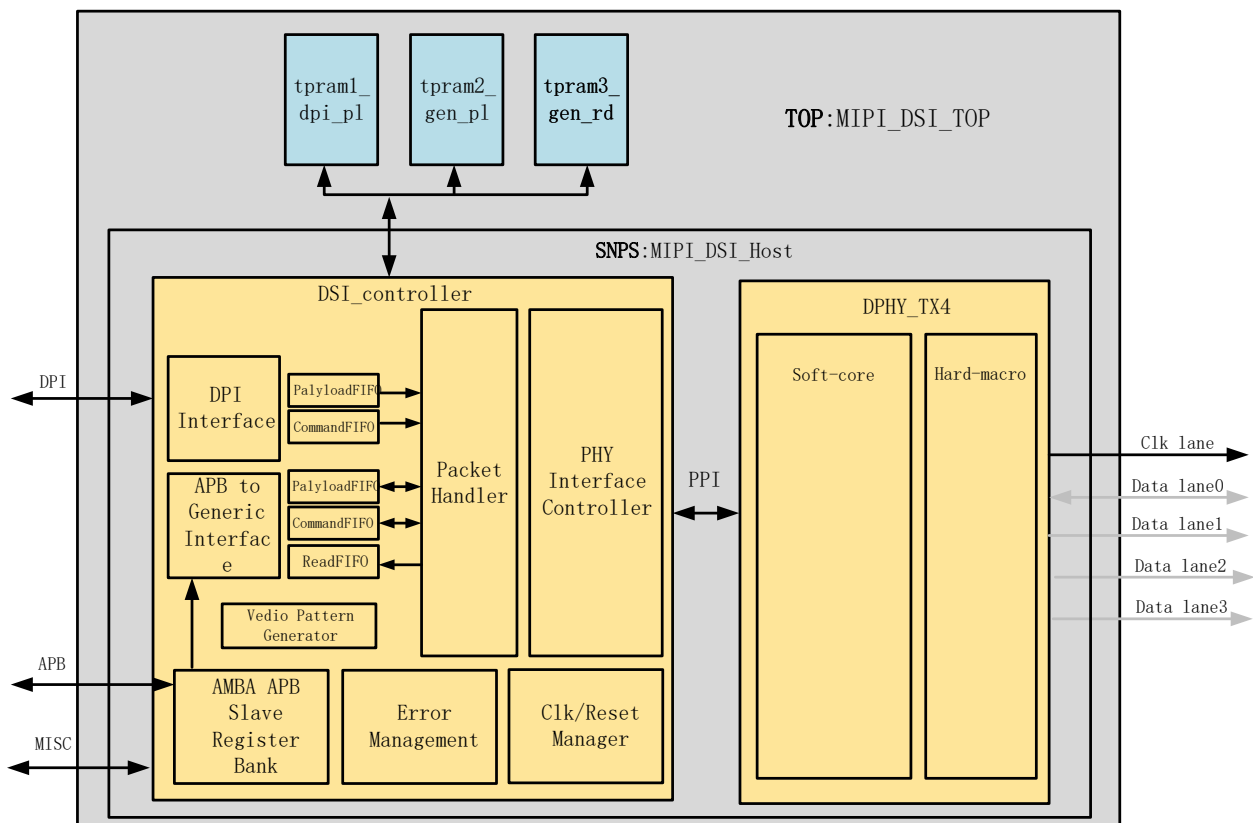 tpram1_
dpi_pl
tpram2_
gen_pl
tpram3_
gen_rd
TOP:MIPI_DSI_TOP
SNPS:MIPI_DSI_Host
DSI_controller
DPI
Interface
PalyloadFIFO
CommandFIFO
APB to
Generic
Interfac
e
PalyloadFIFO
CommandFIFO
ReadFIFO
Vedio Pattern
Generator
Packet
Handler
PHY
Interface
Controller
AMBA APB
Slave
Register
Bank
Error
Management
Clk/Reset
Manager
DPI
APB
MISC
PPI
DPHY_TX4
Soft-core
Hard-macro
Clk lane
Data lane0
Data lane1
Data lane2
Data lane3